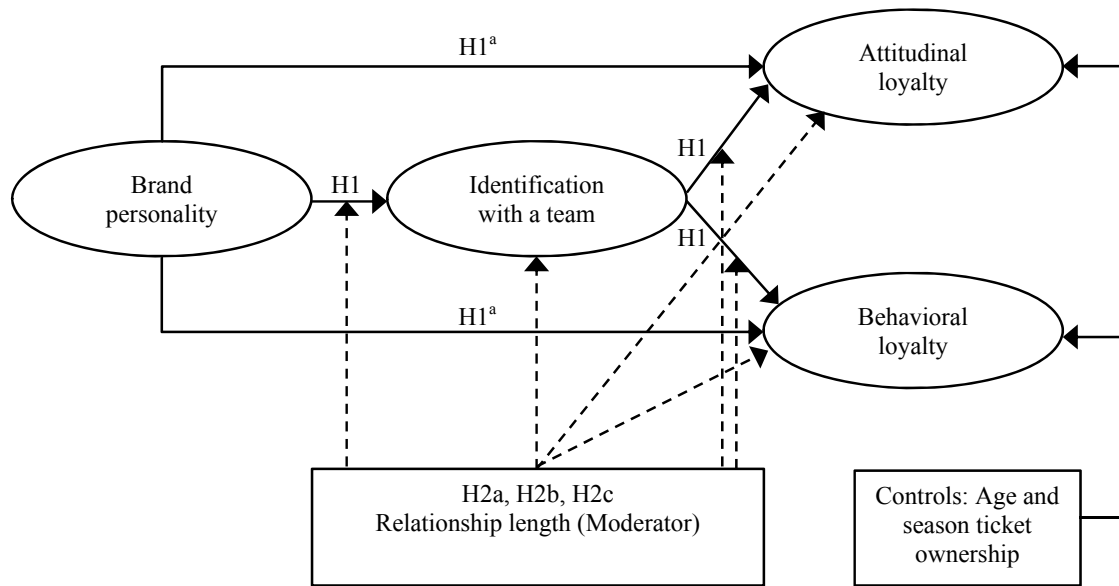 H1ᵃ
Attitudinal
loyalty
Brand
personality
H1
Identification
with a team
H1
H1
H1ᵃ
Behavioral
loyalty
H2a, H2b, H2c
Relationship length (Moderator)
Controls: Age and
season ticket
ownership